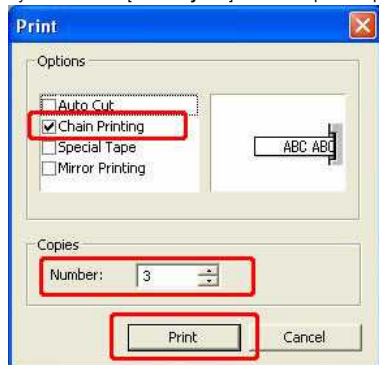 Print
Options
Auto Cut
Chain Printing
Special Tape
Mirror Printing
ABC ABC
Copies
Number: 3
Print Cancel